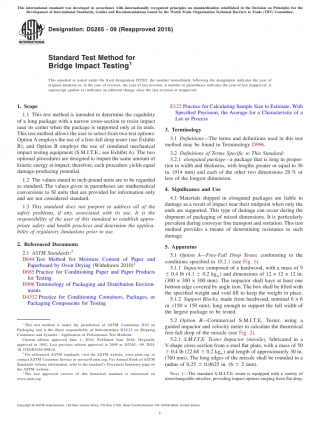 This international standard was developed in accordance with internationally recognized principles on standardization established in the Decision on Principles for the
Development of International Standards, Guides and Recommendations issued by the World Trade Organization Technical Barriers to Trade (TBT) Committee.
Designation: D5265 − 09 (Reapproved 2016)
Standard Test Method for
Bridge Impact Testing¹
This standard is issued under the fixed designation D5265; the number immediately following the designation indicates the year of
original adoption or, in the case of revision, the year of last revision. A number in parentheses indicates the year of last reapproval. A
superscript epsilon (ε) indicates an editorial change since the last revision or reapproval.
1. Scope
1.1 This test method is intended to determine the capability
of a long package with a narrow cross-section to resist impact
near its center when the package is supported only at its ends.
This test method allows the user to select from two test options.
Option A employs the use of a free-fall drop tester (see Exhibit
B), and Option B employs the use of simulated mechanical
impact testing equipment (S.M.I.T.E.; see Exhibit A). The two
optional procedures are designed to impart the same amount of
kinetic energy at impact; therefore, each procedure yields equal
damage-producing potential.
1.2 The values stated in inch-pound units are to be regarded
as standard. The values given in parentheses are mathematical
conversions to SI units that are provided for information only
and are not considered standard.
1.3 This standard does not purport to address all of the
safety problems, if any, associated with its use. It is the
responsibility of the user of this standard to establish appro-
priate safety and health practices and determine the applica-
bility of regulatory limitations prior to use.
2. Referenced Documents
2.1 ASTM Standards:²
D644 Test Method for Moisture Content of Paper and
Paperboard by Oven Drying (Withdrawn 2010)³
D685 Practice for Conditioning Paper and Paper Products
for Testing
D996 Terminology of Packaging and Distribution Environ-
ments
D4332 Practice for Conditioning Containers, Packages, or
Packaging Components for Testing
¹ This test method is under the jurisdiction of ASTM Committee D10 on
Packaging and is the direct responsibility of Subcommittee D10.21 on Shipping
Containers and Systems - Application of Performance Test Methods.
Current edition approved June 1, 2016. Published June 2016. Originally
approved in 1992. Last previous edition approved in 2009 as D5265 – 09. DOI:
² For referenced ASTM standards, visit the ASTM website, www.astm.org, or
contact ASTM Customer Service at service@astm.org. For Annual Book of ASTM
Standards volume information, refer to the standard's Document Summary page on
the ASTM website.
³ The last approved version of this historical standard is referenced on
www.astm.org.
E122 Practice for Calculating Sample Size to Estimate, With
Specified Precision, the Average for a Characteristic of a
Lot or Process
3. Terminology
3.1 Definitions—The terms and definitions used in this test
method may be found in Terminology D996.
3.2 Definitions of Terms Specific to This Standard:
3.2.1 elongated package—a package that is long in propor-
tion to width and thickness, with lengths greater or equal to 36
in. (914 mm) and each of the other two dimensions 20 % or
less of the longest dimension.
4. Significance and Use
4.1 Materials shipped in elongated packages are liable to
damage as a result of impact near their midpoint when only the
ends are supported. This type of damage can occur during the
shipment of packaging of mixed dimensions. It is particularly
prevalent during conveyor line transport and sortation. This test
method provides a means of determining resistance to such
damage.
5. Apparatus
5.1 Option A—Free-Fall Drop Tester, conforming to the
conditions specified in 10.2.1 (see Fig. 1).
5.1.1 Impactor, composed of a hardwood, with a mass of 9
± 0.4 lb (4.1 ± 0.2 kg) and dimensions of 12 × 12 × 12 in.
(300 × 300 × 300 mm). The impactor shall have at least one
bottom edge covered by angle iron. The box shall be filled with
the specified weight and void fill to keep the weight in place.
5.1.2 Support Blocks, made from hardwood, nominal 6 × 6
in. (150 × 150 mm), long enough to support the full width of
the largest package to be tested.
5.2 Option B—Commercial S.M.I.T.E. Tester, using a
guided impactor and velocity meter to calculate the theoretical
free-fall drop of the missile (see Fig. 2).
5.2.1 S.M.I.T.E. Tester Impactor (missile), fabricated in a
V-shape cross-section from a steel flat plate, with a mass of 50
and length of approximately 30 in.
(760 mm). The long edges of the missile shall be rounded to a
radius of 0.25 ± 0.0625 in. (6 ± 2 mm).
NOTE 1—The standard S.M.I.T.E. tester is equipped with a variety of
interchangeable missiles, providing impact options ranging from flat drop,
Copyright © ASTM International, 100 Barr Harbor Drive, PO Box C700, West Conshohocken, PA 19428-2959. United States
1